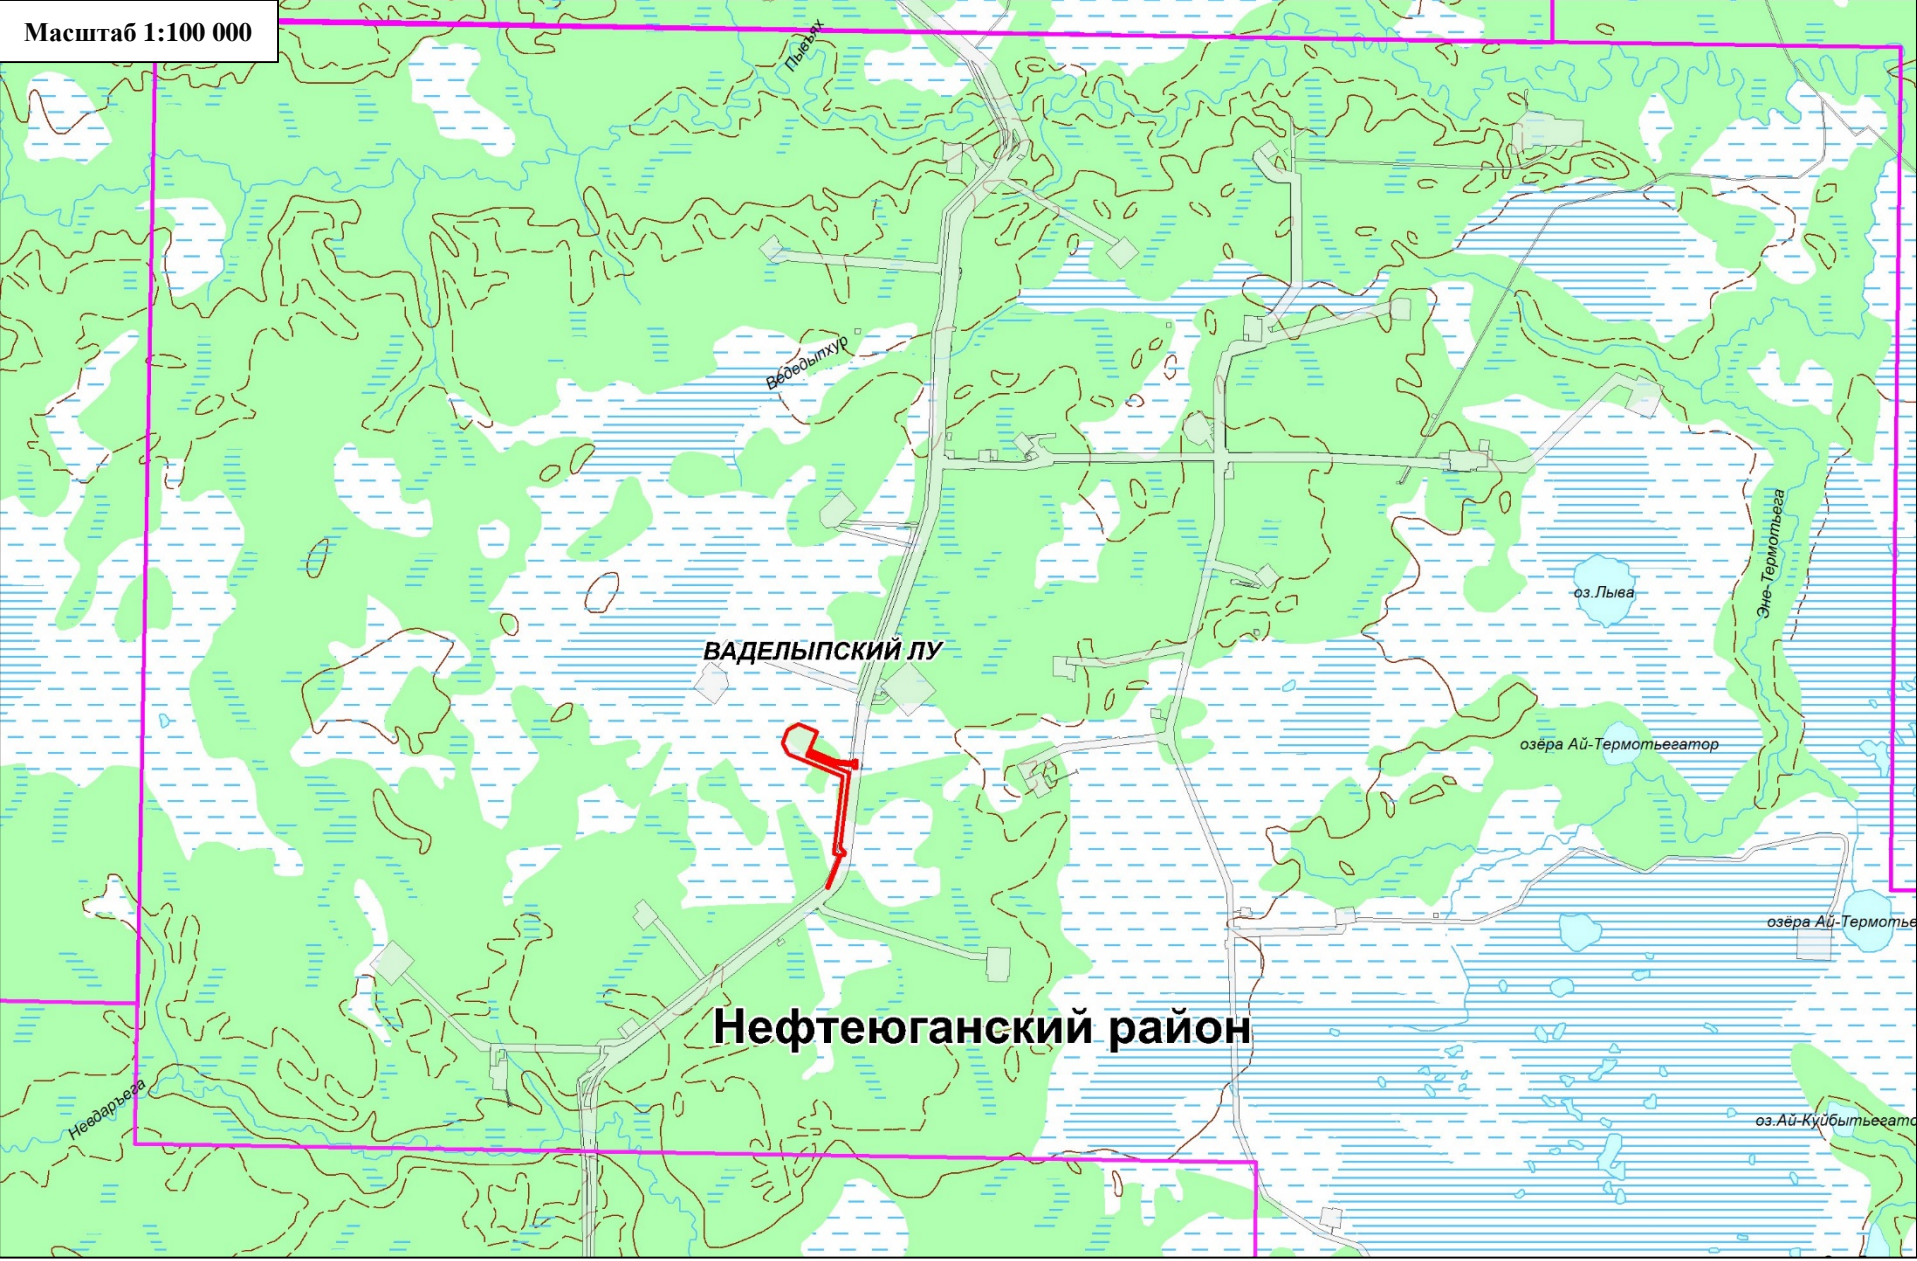 Масштаб 1:100 000
Пывъях
Ведедыпхур
Эне-Термотьега
оз.Лыва
ВАДЕЛЫПСКИЙ ЛУ
озёра Ай-Термотьегатор
озёра Ай-Термотье
Нефтеюганский район
Невдаръега
оз.Ай-Куйбытьегато